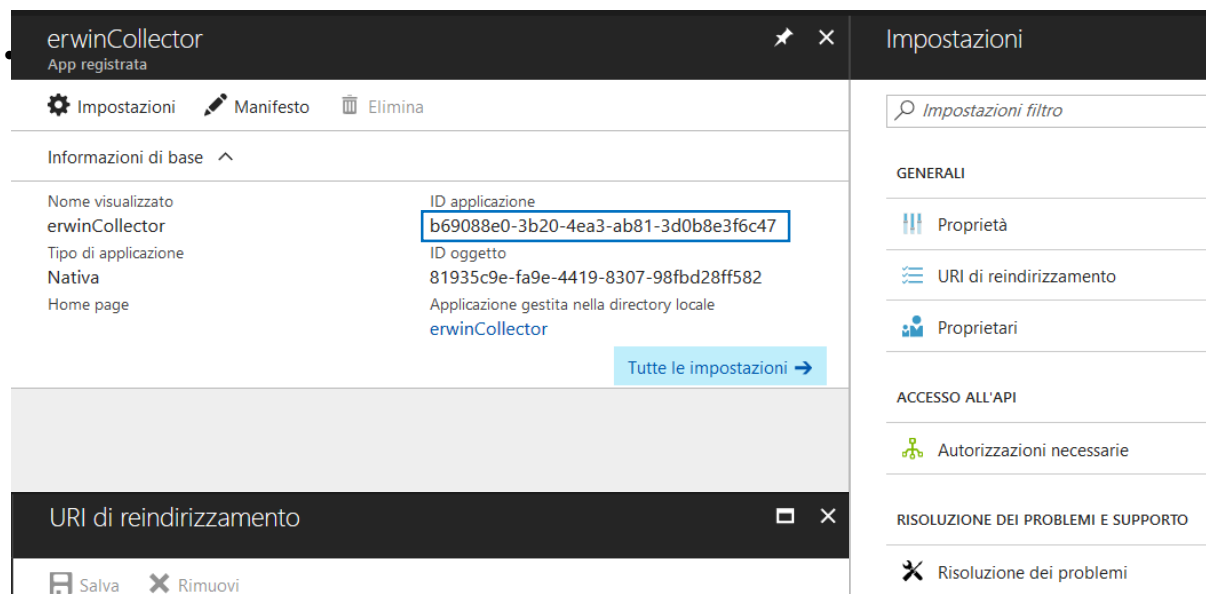 erwinCollector
App registrata
Impostazioni Manifesto Elimina
Informazioni di base
Nome visualizzato
erwinCollector
Tipo di applicazione
Nativa
Home page
ID applicazione
b69088e0-3b20-4ea3-ab81-3d0b8e3f6c47
ID oggetto
81935c9e-fa9e-4419-8307-98fbd28ff582
Applicazione gestita nella directory locale
erwinCollector
Tutte le impostazioni
URI di reindirizzamento
Salva Rimuovi
Impostazioni
Impostazioni filtro
GENERALI
Proprietà
URI di reindirizzamento
Proprietari
ACCESSO ALL'API
Autorizzazioni necessarie
RISOLUZIONE DEI PROBLEMI E SUPPORTO
Risoluzione dei problemi